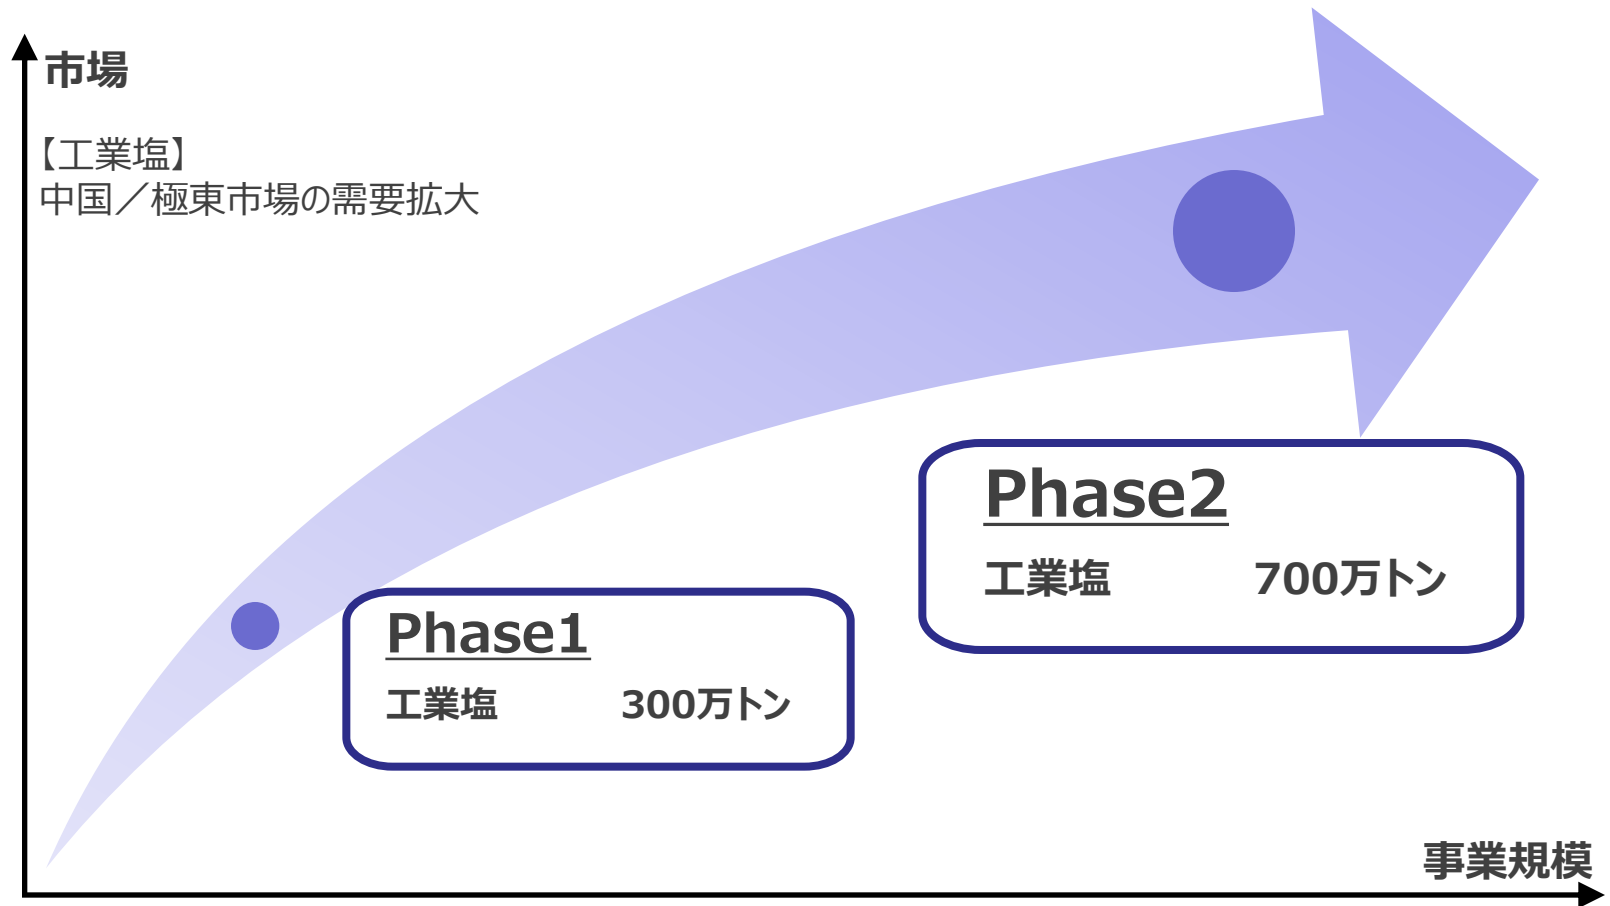 市場
【工業塩】
中国／極東市場の需要拡大
Phase2
工業塩 700万トン
Phase1
工業塩 300万トン
事業規模